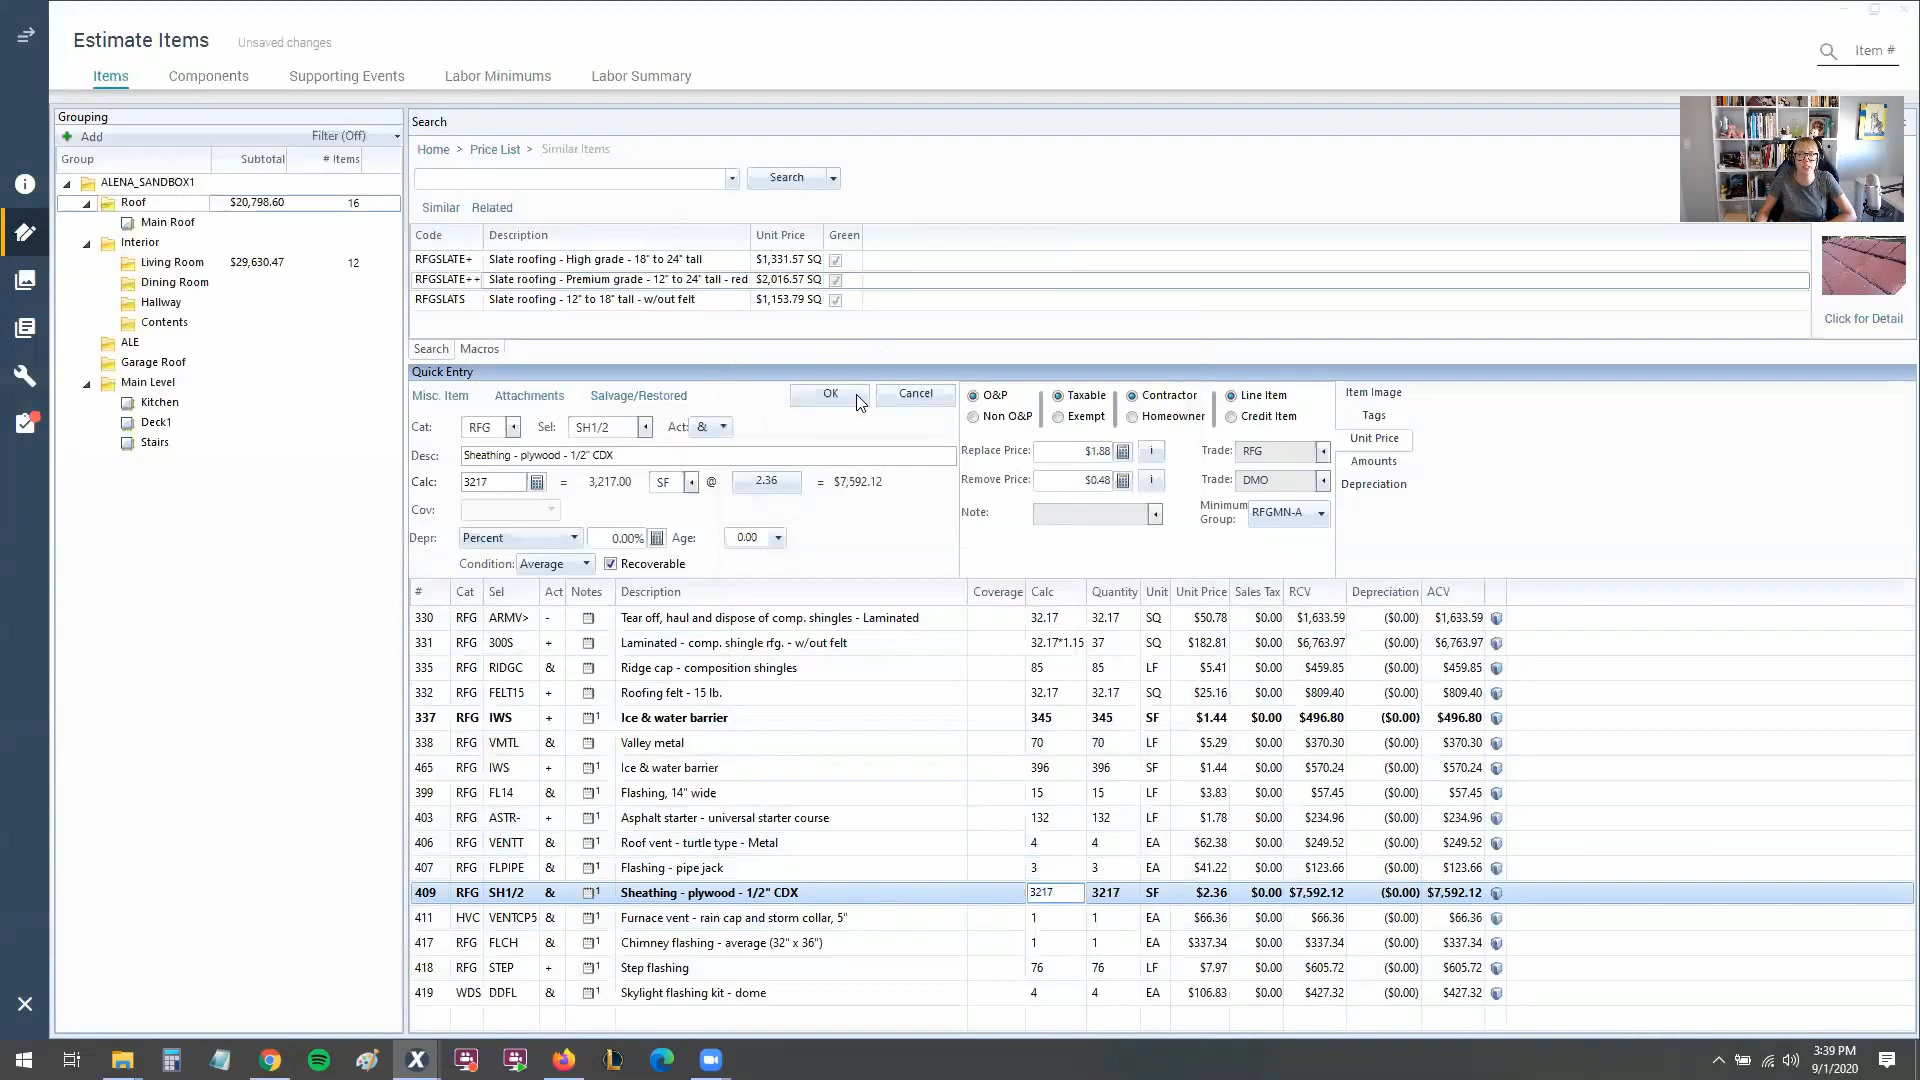 Estimate Items Unsaved changes
Item #
Items Components Supporting Events Labor Minimums Labor Summary
Grouping
Add Filter (Off)
Group Subtotal # Items
ALENA_SANDBOX1
Roof $20,798.60 16
Main Roof
Interior
Living Room $29,630.47 12
Dining Room
Hallway
Contents
ALE
Garage Roof
Main Level
Kitchen
Deck1
Stairs
Search
Home > Price List > Similar Items
Search
Similar Related
Code Description Unit Price Green
RFGSLATE+ Slate roofing - High grade - 18" to 24" tall $1,331.57 SQ
RFGSLATE++ Slate roofing - Premium grade - 12" to 24" tall - red $2,016.57 SQ
RFGSLATS Slate roofing - 12" to 18" tall - w/out felt $1,153.79 SQ
Click for Detail
Search Macros
Quick Entry
Misc. Item Attachments Salvage/Restored OK Cancel
Cat: RFG Sel: SH1/2 Act: &
Desc: Sheathing - plywood - 1/2" CDX
Calc: 3217 = 3,217.00 SF @ 2.36 = $7,592.12
Cov:
Depr: Percent 0.00% Age: 0.00
Condition: Average Recoverable
O&P Taxable Contractor Line Item
Non O&P Exempt Homeowner Credit Item
Replace Price: $1.88 i Trade: RFG
Remove Price: $0.48 i Trade: DMO
Note: Minimum Group: RFGMN-A
Item Image
Tags
Unit Price
Amounts
Depreciation
# Cat Sel Act Notes Description Coverage Calc Quantity Unit Unit Price Sales Tax RCV Depreciation ACV
330 RFG ARMV> - Tear off, haul and dispose of comp. shingles - Laminated 32.17 32.17 SQ $50.78 $0.00 $1,633.59 ($0.00) $1,633.59
331 RFG 300S + Laminated - comp. shingle rfg. - w/out felt 32.17*1.15 37 SQ $182.81 $0.00 $6,763.97 ($0.00) $6,763.97
335 RFG RIDGC & Ridge cap - composition shingles 85 85 LF $5.41 $0.00 $459.85 ($0.00) $459.85
332 RFG FELT15 + Roofing felt - 15 lb. 32.17 32.17 SQ $25.16 $0.00 $809.40 ($0.00) $809.40
337 RFG IWS + 1 Ice & water barrier 345 345 SF $1.44 $0.00 $496.80 ($0.00) $496.80
338 RFG VMTL & Valley metal 70 70 LF $5.29 $0.00 $370.30 ($0.00) $370.30
465 RFG IWS + 1 Ice & water barrier 396 396 SF $1.44 $0.00 $570.24 ($0.00) $570.24
399 RFG FL14 & 1 Flashing, 14" wide 15 15 LF $3.83 $0.00 $57.45 ($0.00) $57.45
403 RFG ASTR- + 1 Asphalt starter - universal starter course 132 132 LF $1.78 $0.00 $234.96 ($0.00) $234.96
406 RFG VENTT & 1 Roof vent - turtle type - Metal 4 4 EA $62.38 $0.00 $249.52 ($0.00) $249.52
407 RFG FLPIPE & 1 Flashing - pipe jack 3 3 EA $41.22 $0.00 $123.66 ($0.00) $123.66
409 RFG SH1/2 & 1 Sheathing - plywood - 1/2" CDX 3217 3217 SF $2.36 $0.00 $7,592.12 ($0.00) $7,592.12
411 HVC VENTCP5 & 1 Furnace vent - rain cap and storm collar, 5" 1 1 EA $66.36 $0.00 $66.36 ($0.00) $66.36
417 RFG FLCH & 1 Chimney flashing - average (32" x 36") 1 1 EA $337.34 $0.00 $337.34 ($0.00) $337.34
418 RFG STEP + 1 Step flashing 76 76 LF $7.97 $0.00 $605.72 ($0.00) $605.72
419 WDS DDFL & 1 Skylight flashing kit - dome 4 4 EA $106.83 $0.00 $427.32 ($0.00) $427.32
3:39 PM
9/1/2020